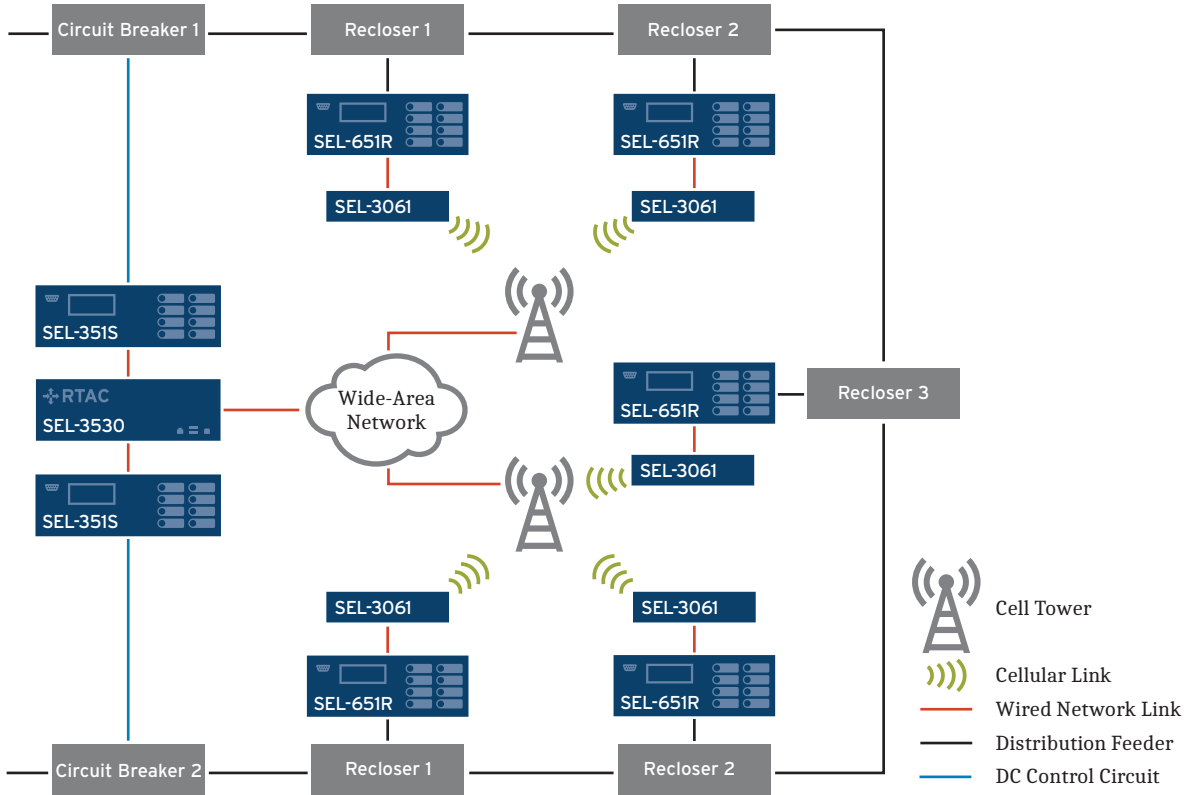 Circuit Breaker 1
Recloser 1
Recloser 2
SEL-651R
SEL-651R
SEL-3061
SEL-3061
SEL-351S
RTAC
SEL-3530
SEL-351S
Wide-Area
Network
SEL-651R
Recloser 3
SEL-3061
SEL-3061
SEL-3061
SEL-651R
SEL-651R
Circuit Breaker 2
Recloser 1
Recloser 2
Cell Tower
Cellular Link
Wired Network Link
Distribution Feeder
DC Control Circuit